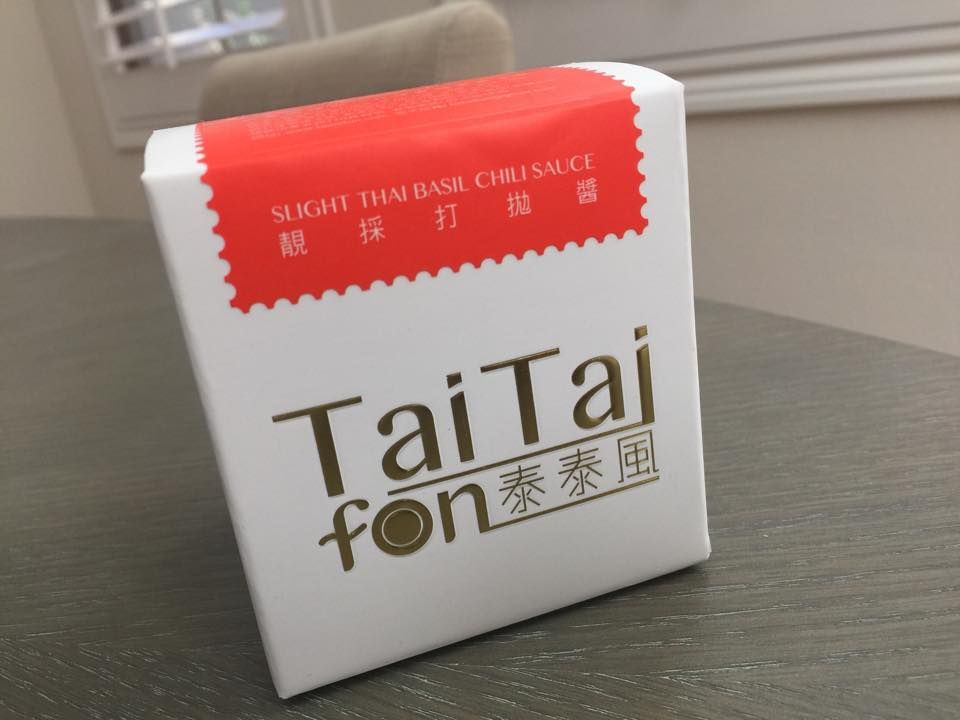 SLIGHT THAI BASIL CHILI SAUCE
靚採打拋醬
TaiTai
fon泰泰風